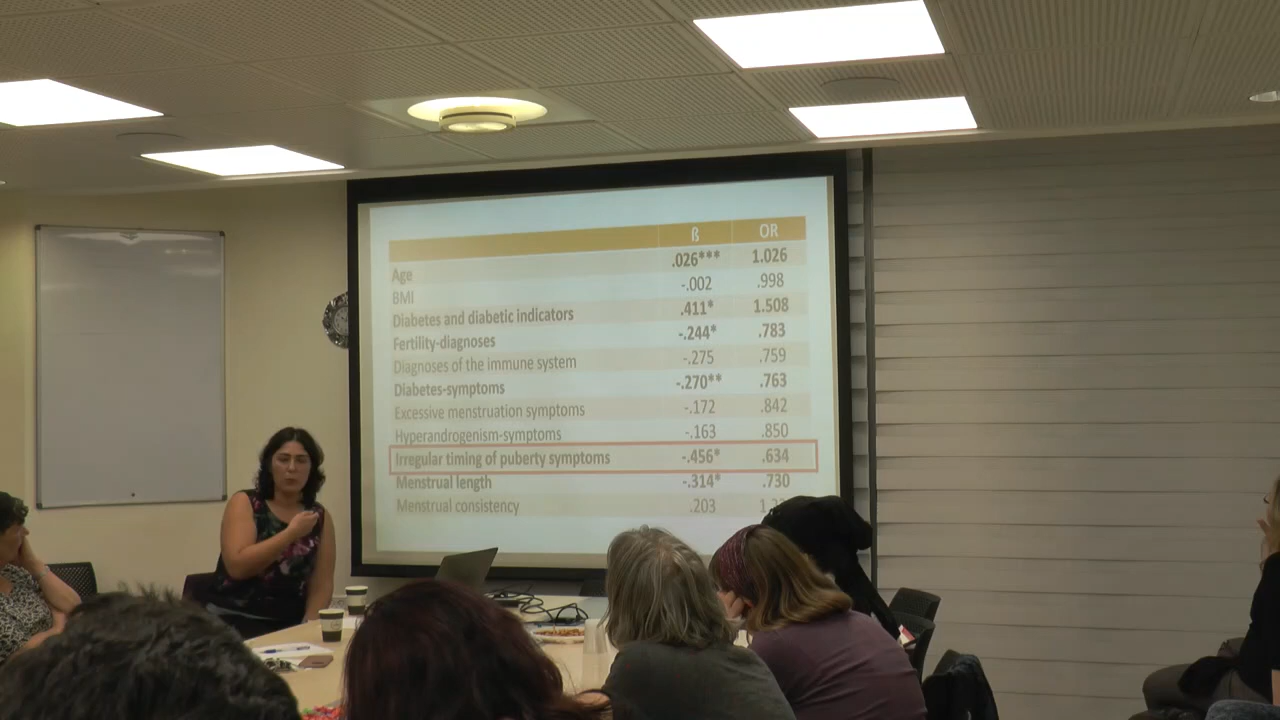 ß OR
Age .026*** 1.026
BMI -.002 .998
Diabetes and diabetic indicators .411* 1.508
Fertility-diagnoses -.244* .783
Diagnoses of the immune system -.275 .759
Diabetes-symptoms -.270** .763
Excessive menstruation symptoms -.172 .842
Hyperandrogenism-symptoms -.163 .850
Irregular timing of puberty symptoms -.456* .634
Menstrual length -.314* .730
Menstrual consistency .203